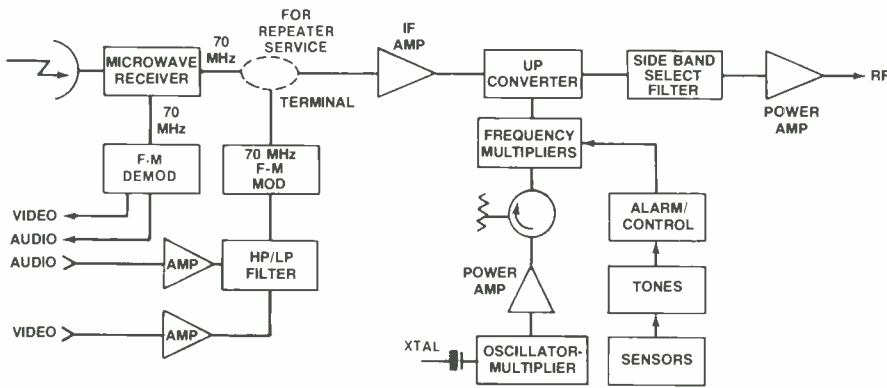 FOR
REPEATER
SERVICE
70
MHz
MICROWAVE
RECEIVER
IF
AMP
UP
CONVERTER
SIDE BAND
SELECT
FILTER
RF
POWER
AMP
TERMINAL
70
MHz
F-M
DEMOD
70 MHz
F-M
MOD
FREQUENCY
MULTIPLIERS
VIDEO
AUDIO
AUDIO
AMP
HP/LP
FILTER
ALARM/
CONTROL
POWER
AMP
TONES
VIDEO
AMP
XTAL
OSCILLATOR-
MULTIPLIER
SENSORS